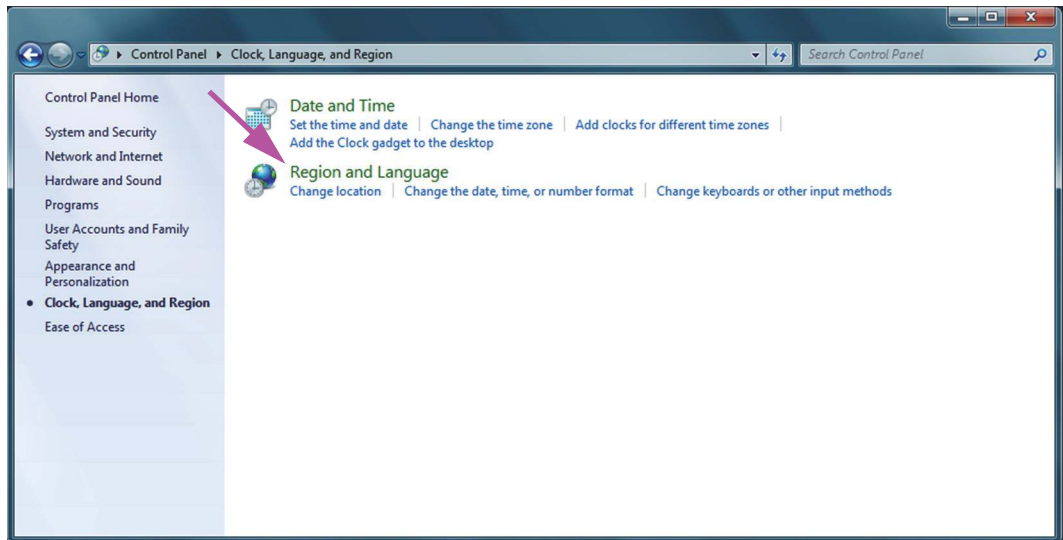 Control Panel Clock, Language, and Region Search Control Panel
Control Panel Home
System and Security
Network and Internet
Hardware and Sound
Programs
User Accounts and Family
Safety
Appearance and
Personalization
Clock, Language, and Region
Ease of Access
Date and Time
Set the time and date Change the time zone Add clocks for different time zones
Add the Clock gadget to the desktop
Region and Language
Change location Change the date, time, or number format Change keyboards or other input methods